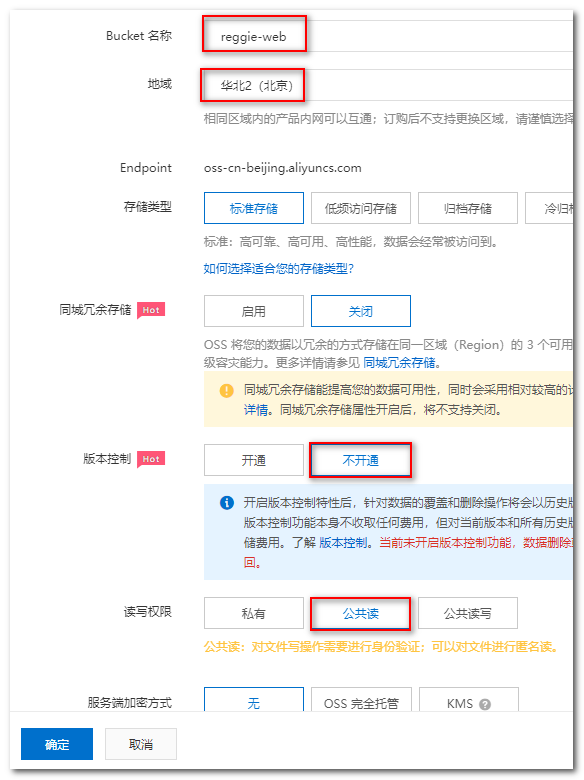 Bucket 名称 reggie-web
地域 华北2（北京）
相同区域内的产品内网可以互通；订购后不支持更换区域，请谨慎选择
Endpoint oss-cn-beijing.aliyuncs.com
存储类型 标准存储 低频访问存储 归档存储 冷归
标准：高可靠、高可用、高性能，数据会经常被访问到。
如何选择适合您的存储类型?
同城冗余存储 Hot 启用 关闭
OSS 将您的数据以冗余的方式存储在同一区域（Region）的 3 个可用
级容灾能力。更多详情请参见 同城冗余存储。
同城冗余存储能提高您的数据可用性，同时会采用相对较高的
详情。同城冗余存储属性开启后，将不支持关闭。
版本控制 Hot 开通 不开通
开启版本控制特性后，针对数据的覆盖和删除操作将会以历史版
版本控制功能本身不收取任何费用，但对当前版本和所有历史版
储费用。了解 版本控制。当前未开启版本控制功能，数据删除
回。
读写权限 私有 公共读 公共读写
公共读：对文件写操作需要进行身份验证；可以对文件进行匿名读。
服务端加密方式 无 OSS 完全托管 KMS ?
确定 取消